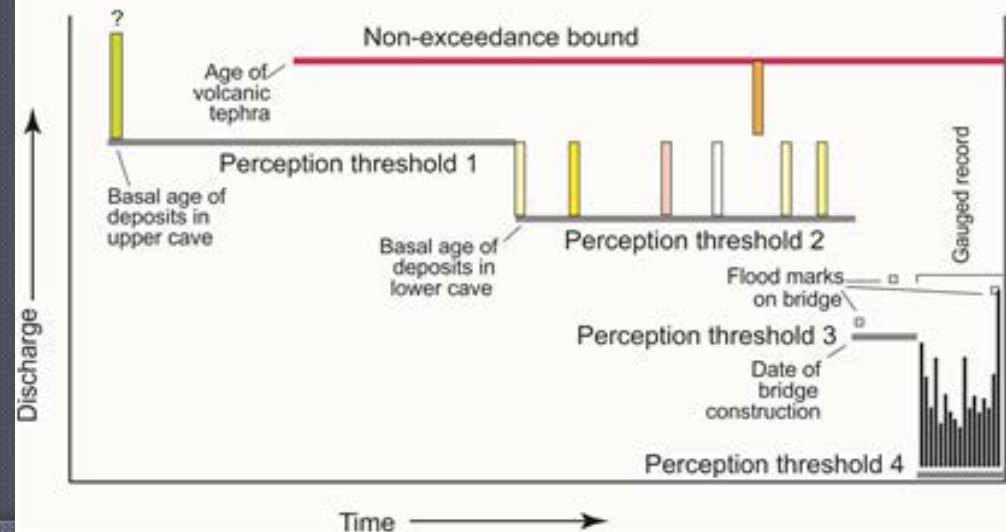 ?
Non-exceedance bound
Age of
volcanic
tephra
Perception threshold 1
Basal age of
deposits in
upper cave
Basal age of
deposits in
lower cave
Perception threshold 2
Gauged record
Flood marks
on bridge
Perception threshold 3
Date of
bridge
construction
Perception threshold 4
Discharge
Time